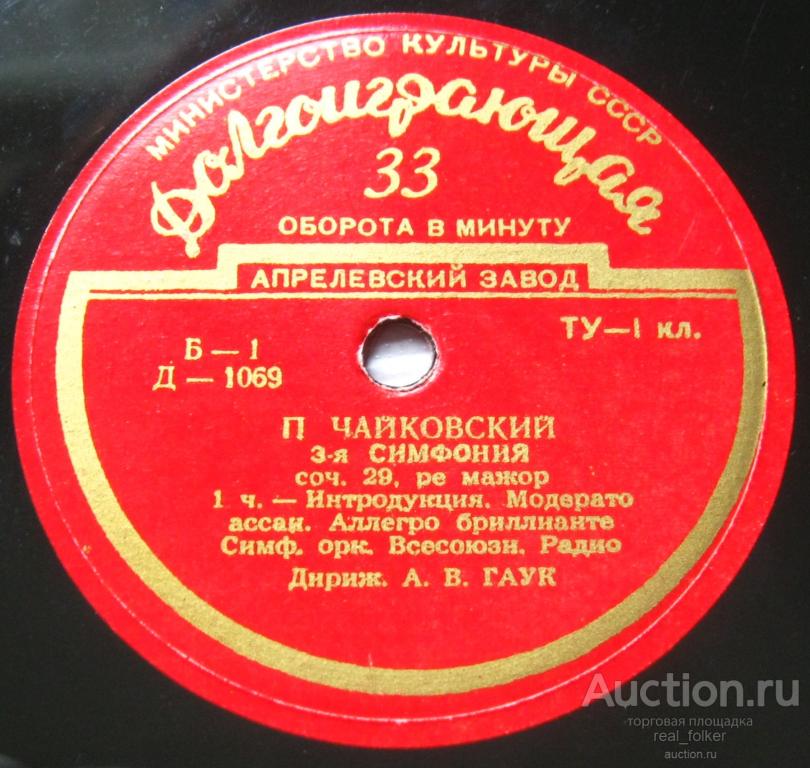 МИНИСТЕРСТВО КУЛЬТУРЫ СССР
Долгоиграющая
33
ОБОРОТА В МИНУТУ
АПРЕЛЕВСКИЙ ЗАВОД
ТУ—1 кл.
Б — 1
Д — 1069
П ЧАЙКОВСКИЙ
3-я СИМФОНИЯ
соч. 29, ре мажор
1 ч. — Интродукция. Модерато
ассаи. Аллегро бриллианте
Симф. орк. Всесоюзн. Радио
Дириж. А. В. ГАУК
Auction.ru
торговая площадка
real_folker
auction.ru